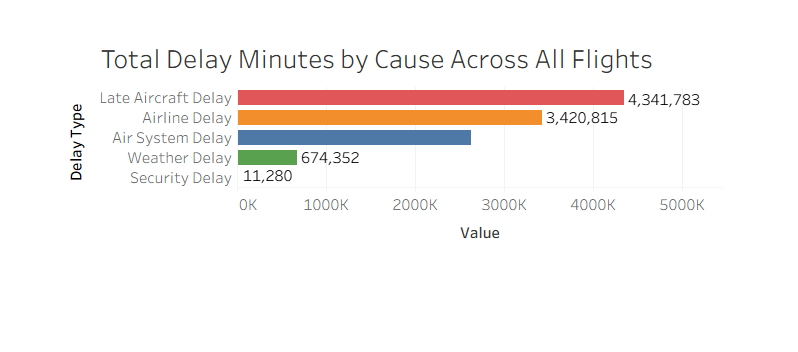 Total Delay Minutes by Cause Across All Flights
Delay Type
Late Aircraft Delay 4,341,783
Airline Delay 3,420,815
Air System Delay
Weather Delay 674,352
Security Delay 11,280
0K 1000K 2000K 3000K 4000K 5000K
Value